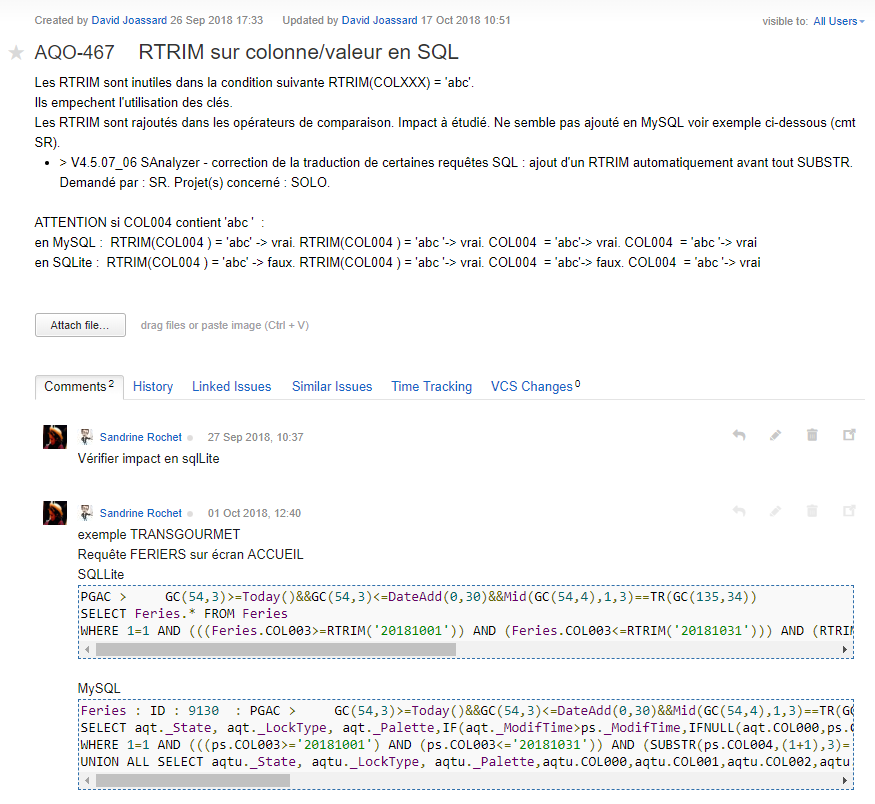 Created by David Joassard 26 Sep 2018 17:33 Updated by David Joassard 17 Oct 2018 10:51 visible to: All Users
AQO-467 RTRIM sur colonne/valeur en SQL
Les RTRIM sont inutiles dans la condition suivante RTRIM(COLXXX) = 'abc'.
Ils empechent l'utilisation des clés.
Les RTRIM sont rajoutés dans les opérateurs de comparaison. Impact à étudié. Ne semble pas ajouté en MySQL voir exemple ci-dessous (cmt
SR).
• > V4.5.07_06 SAnalyzer - correction de la traduction de certaines requêtes SQL : ajout d'un RTRIM automatiquement avant tout SUBSTR.
Demandé par : SR. Projet(s) concerné : SOLO.
ATTENTION si COL004 contient 'abc ' :
en MySQL : RTRIM(COL004 ) = 'abc' -> vrai. RTRIM(COL004 ) = 'abc '-> vrai. COL004 = 'abc'-> vrai. COL004 = 'abc '-> vrai
en SQLite : RTRIM(COL004 ) = 'abc' -> faux. RTRIM(COL004 ) = 'abc '-> vrai. COL004 = 'abc'-> faux. COL004 = 'abc '-> vrai
Attach file... drag files or paste image (Ctrl + V)
Comments 2 History Linked Issues Similar Issues Time Tracking VCS Changes 0
Sandrine Rochet 27 Sep 2018, 10:37
Vérifier impact en sqlLite
Sandrine Rochet 01 Oct 2018, 12:40
exemple TRANSGOURMET
Requête FERIERS sur écran ACCUEIL
SQLLite
PGAC > GC(54,3)>=Today()&&GC(54,3)<=DateAdd(0,30)&&Mid(GC(54,4),1,3)==TR(GC(135,34))
SELECT Feries.* FROM Feries
WHERE 1=1 AND (((Feries.COL003>=RTRIM('20181001')) AND (Feries.COL003<=RTRIM('20181031'))) AND (RTRIM
MySQL
Feries : ID : 9130 : PGAC > GC(54,3)>=Today()&&GC(54,3)<=DateAdd(0,30)&&Mid(GC(54,4),1,3)==TR(GC
SELECT aqt._State, aqt._LockType, aqt._Palette,IF(aqt._ModifTime>ps._ModifTime,IFNULL(aqt.COL000,ps.C
WHERE 1=1 AND (((ps.COL003>='20181001') AND (ps.COL003<='20181031')) AND (SUBSTR(ps.COL004,(1+1),3)=
UNION ALL SELECT aqtu._State, aqtu._LockType, aqtu._Palette,aqtu.COL000,aqtu.COL001,aqtu.COL002,aqtu